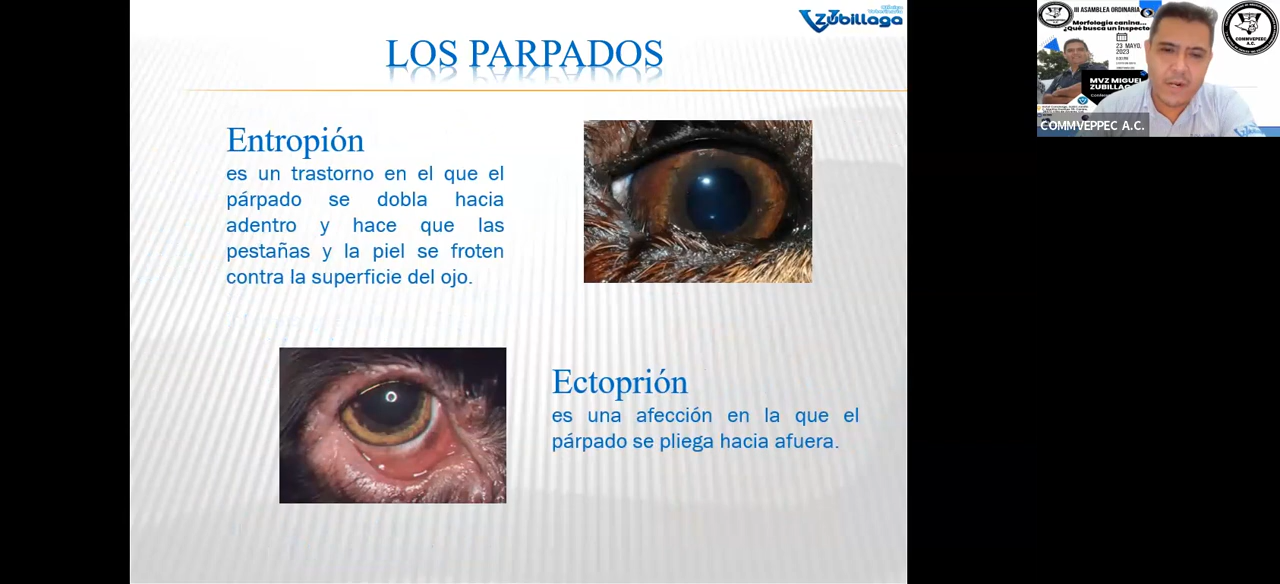 Clínica
Veterinaria
Zubillaga
LOS PARPADOS
Entropión
es un trastorno en el que el
párpado se dobla hacia
adentro y hace que las
pestañas y la piel se froten
contra la superficie del ojo.
Ectoprión
es una afección en la que el
párpado se pliega hacia afuera.
III ASAMBLEA ORDINARIA
Morfología canina...
¿Qué busca un inspecto
23 MAYO,
2023
MVZ MIGUEL
ZUBILLAG
COMMVEPPEC A.C.
COMMVEPEC
A.C.